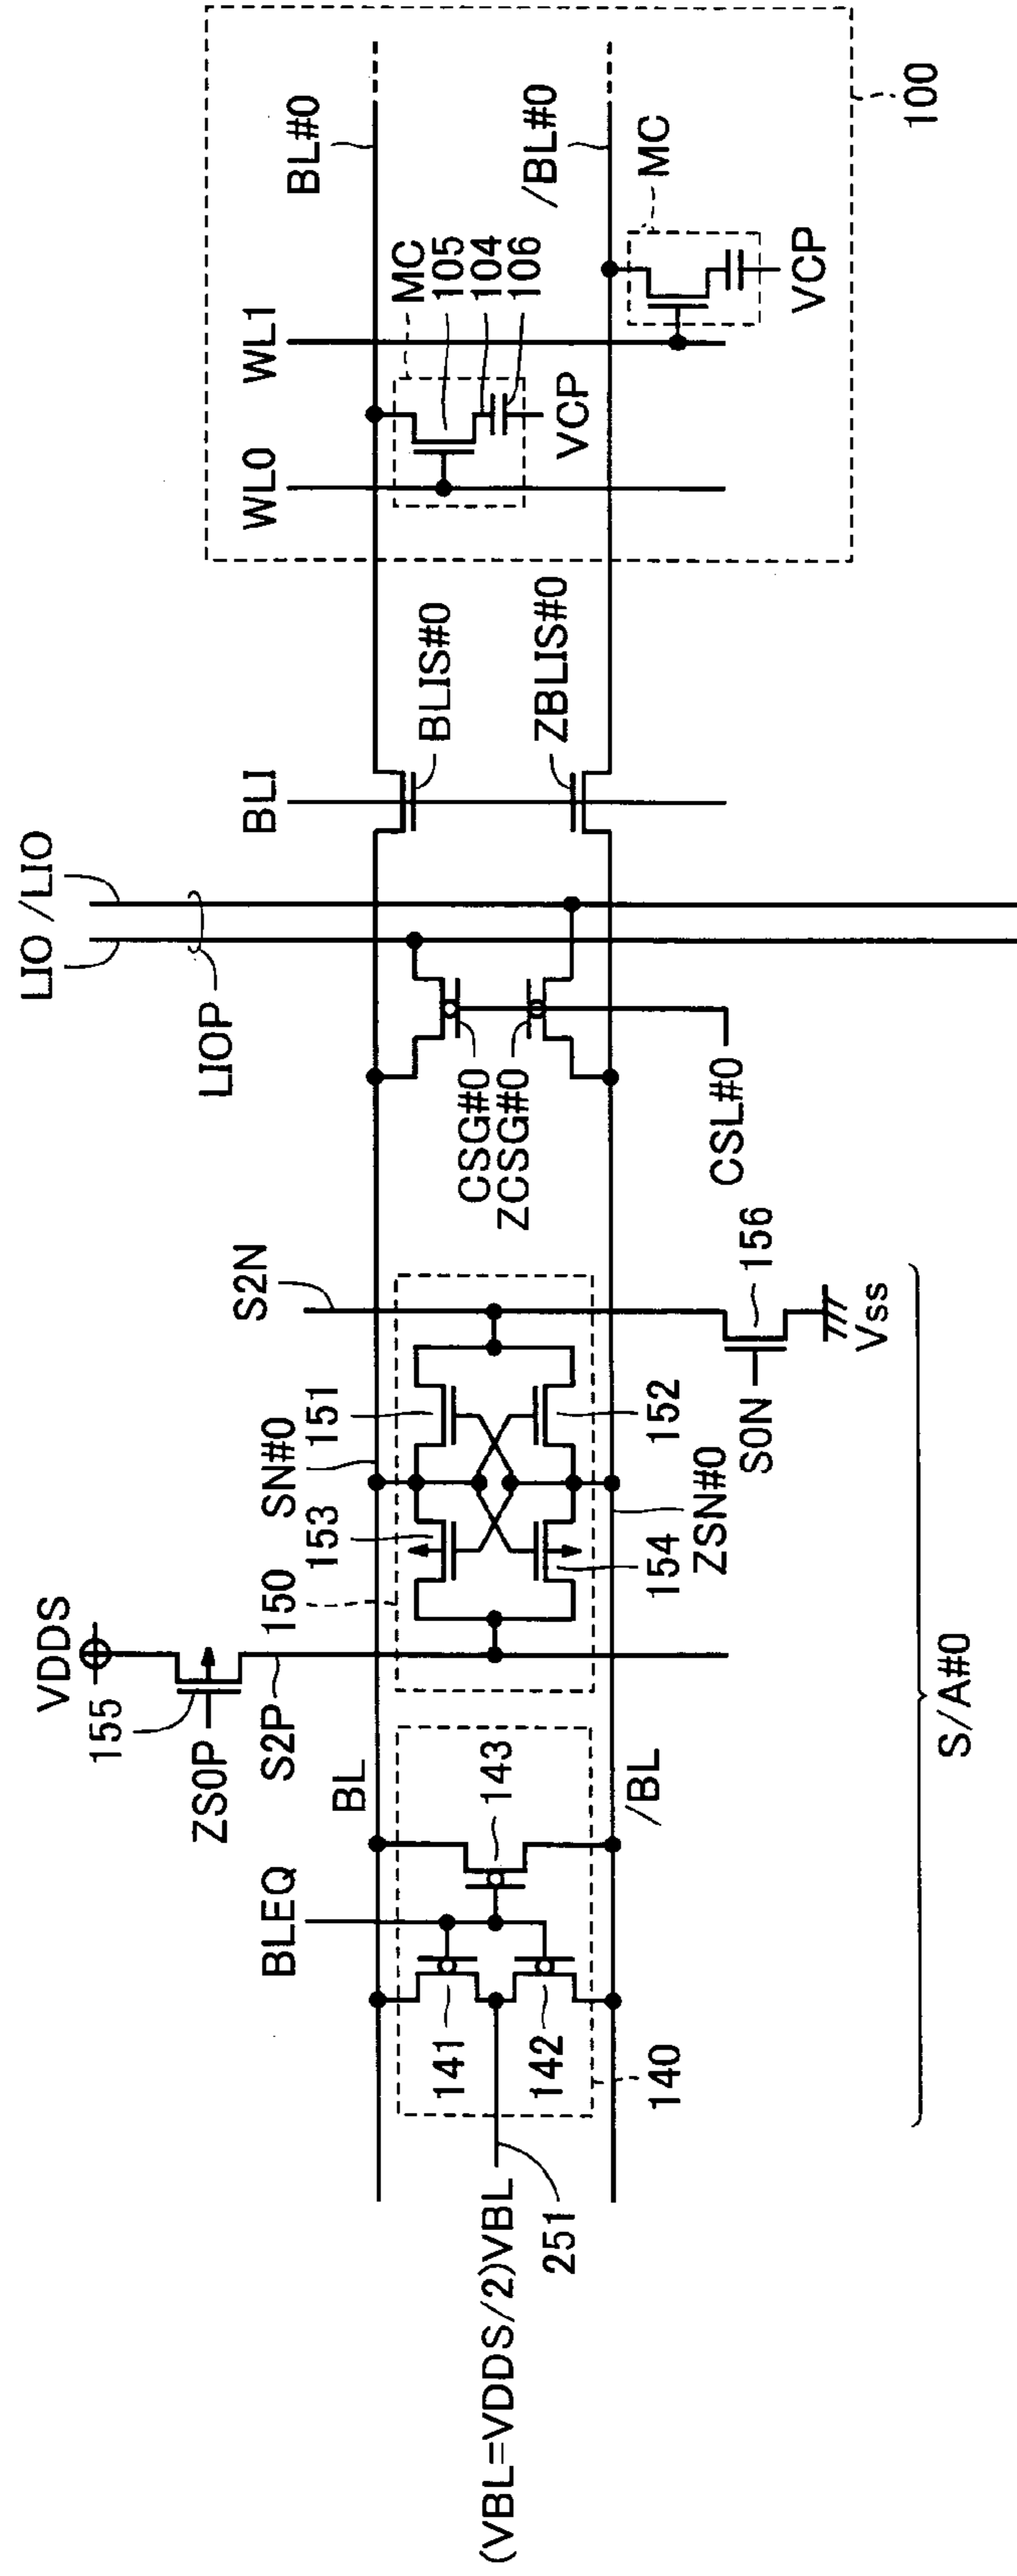 LIO /LIO
LIOP
VDDS
155
ZS0P
S2P
BLEQ
BL
150
153
SN#0
151
S2N
BLI
WL0
WL1
BL#0
MC
105
104
106
VCP
BLIS#0
ZBLIS#0
/BL#0
MC
VCP
100
CSG#0
ZCSG#0
CSL#0
141
142
143
140
/BL
154
ZSN#0
152
S0N
156
Vss
(VBL=VDDS/2)VBL
251
S/A#0